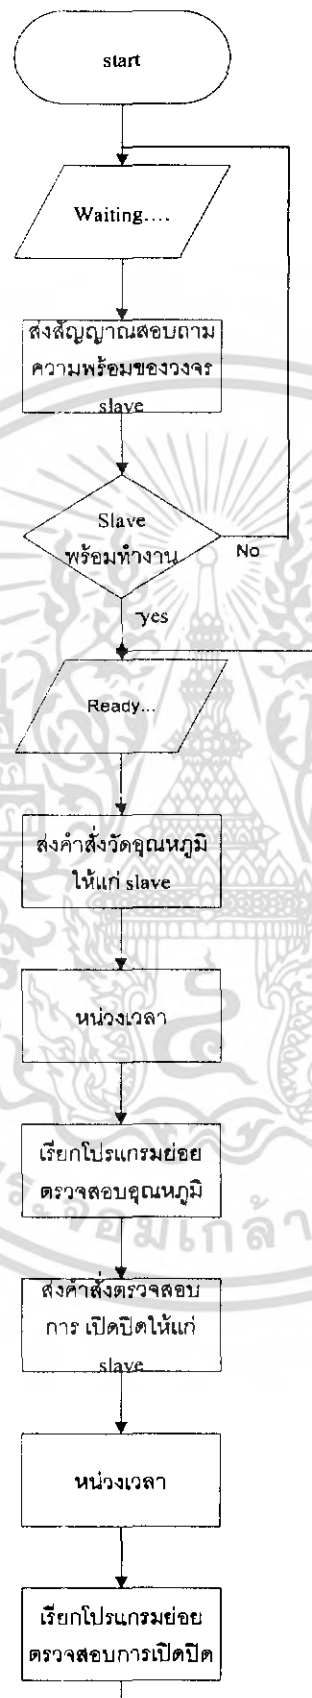 start
Waiting....
ส่งสัญญาณสอบถาม
ความพร้อมของวงจร
slave
Slave
พร้อมทำงาน
No
yes
Ready...
ส่งคำสั่งวัดอุณหภูมิ
ให้แก่ slave
หน่วงเวลา
เรียกโปรแกรมย่อย
ตรวจสอบอุณหภูมิ
ส่งคำสั่งตรวจสอบ
การ เปิดปิดให้แก่
slave
หน่วงเวลา
เรียกโปรแกรมย่อย
ตรวจสอบการเปิดปิด